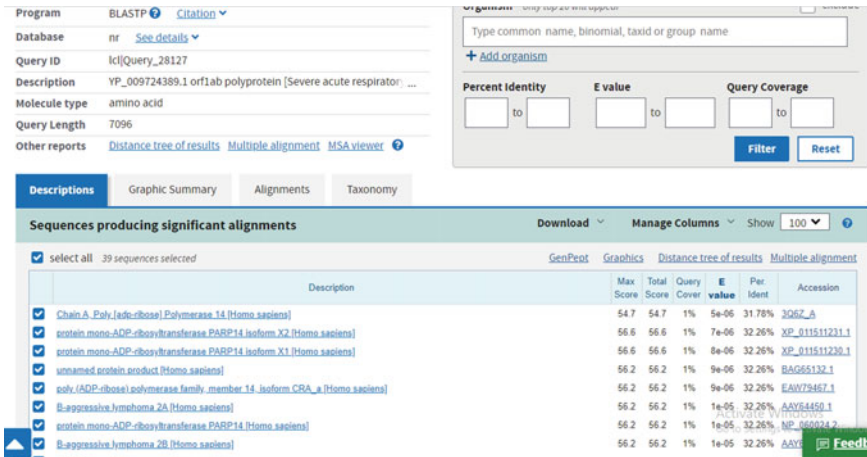 Program BLASTP Citation
Database nr See details
Query ID lcl|Query_28127
Description YP_009724389.1 orf1ab polyprotein [Severe acute respirator ...
Molecule type amino acid
Query Length 7096
Other reports Distance tree of results Multiple alignment MSA viewer
Organism only top 20 will appear exclude
Type common name, binomial, taxid or group name
Add organism
Percent Identity E value Query Coverage
to to to
Filter Reset
Descriptions Graphic Summary Alignments Taxonomy
Sequences producing significant alignments Download Manage Columns Show 100
select all 39 sequences selected GenPept Graphics Distance tree of results Multiple alignment
Description Max Score Total Score Query Cover E value Per. Ident Accession
Chain A, Poly [adp-ribose] Polymerase 14 [Homo sapiens] 54.7 54.7 1% 5e-06 31.78% 3Q6Z_A
protein mono-ADP-ribosyltransferase PARP14 isoform X2 [Homo sapiens] 56.6 56.6 1% 7e-06 32.26% XP_011511231.1
protein mono-ADP-ribosyltransferase PARP14 isoform X1 [Homo sapiens] 56.6 56.6 1% 8e-06 32.26% XP_011511230.1
unnamed protein product [Homo sapiens] 56.2 56.2 1% 9e-06 32.26% BAG65132.1
poly (ADP-ribose) polymerase family, member 14, isoform CRA_a [Homo sapiens] 56.2 56.2 1% 9e-06 32.26% EAW79467.1
B-aggressive lymphoma 2A [Homo sapiens] 56.2 56.2 1% 1e-05 32.26% AAY64450.1
Activate Windows
protein mono-ADP-ribosyltransferase PARP14 [Homo sapiens] 56.2 56.2 1% 1e-05 32.26% NP_060024.2
B-aggressive lymphoma 2B [Homo sapiens] 56.2 56.2 1% 1e-05 32.26%
Feedb